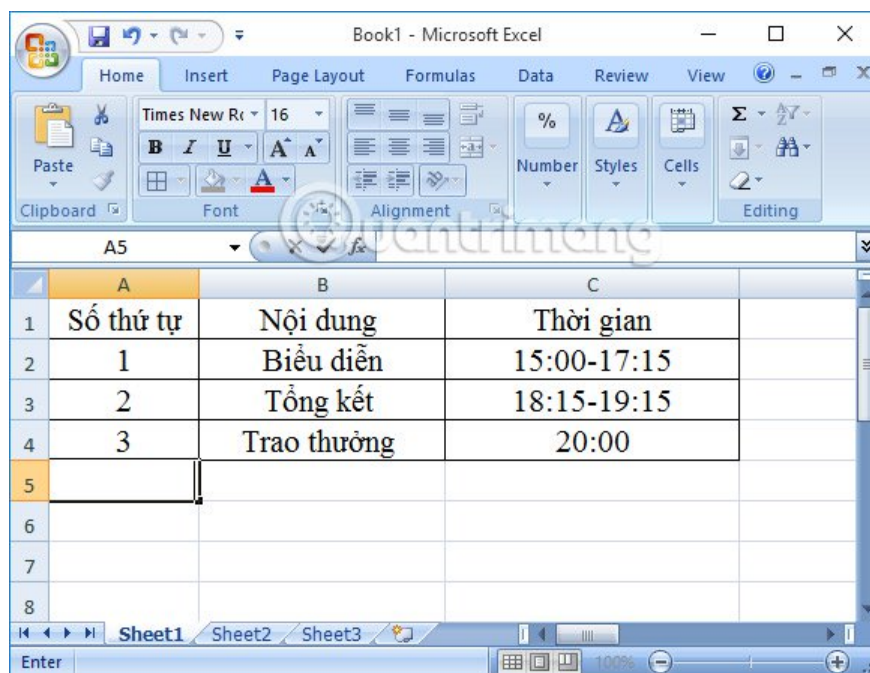 Book1 - Microsoft Excel
Home Insert Page Layout Formulas Data Review View
Times New Ro 16
Paste B I U A A % Number Styles Cells Σ
Clipboard Font Alignment Editing
Quantrimang
A5 fx
A B C
1 Số thứ tự Nội dung Thời gian
2 1 Biểu diễn 15:00-17:15
3 2 Tổng kết 18:15-19:15
4 3 Trao thưởng 20:00
5
6
7
8
Sheet1 Sheet2 Sheet3
Enter 100%